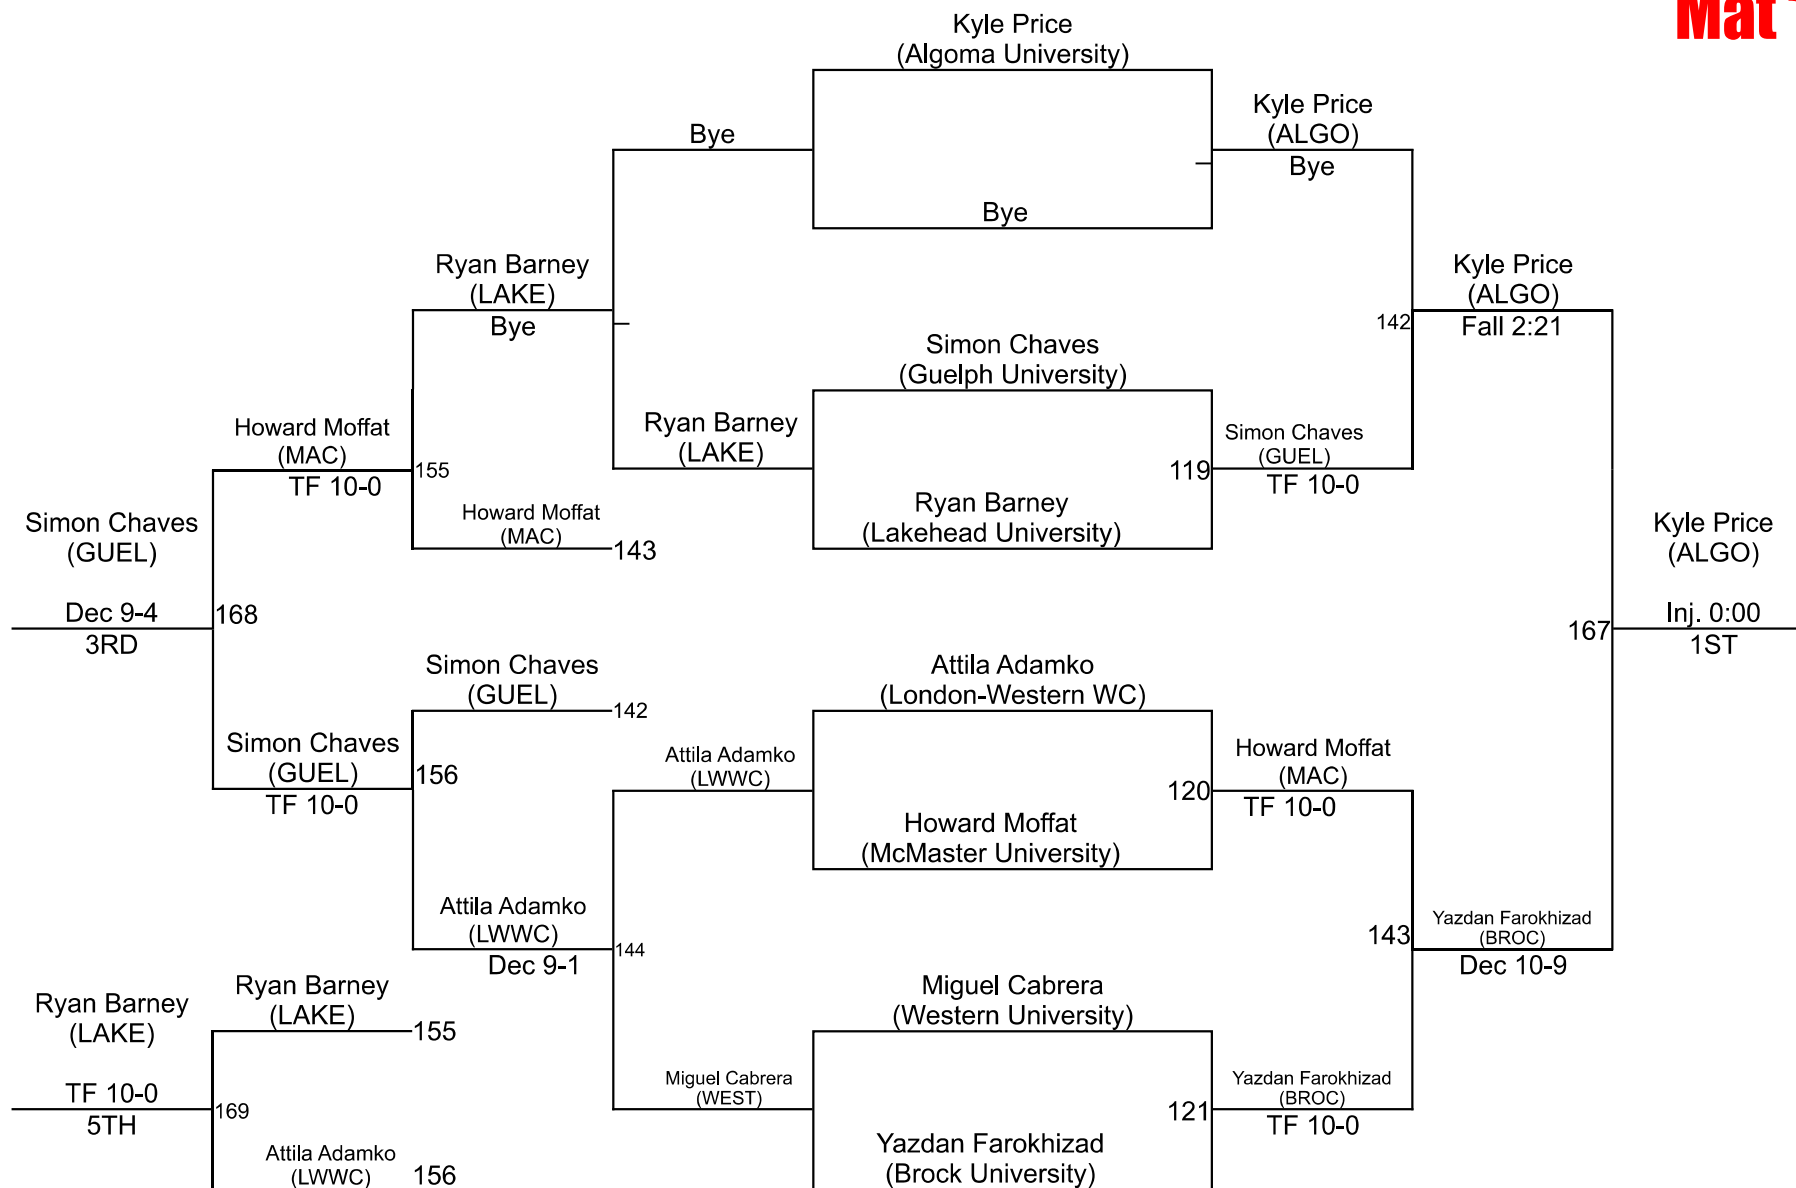 Mat
Kyle Price
(Algoma University)
Kyle Price
(ALGO)
Bye
Bye
Bye
Ryan Barney
(LAKE)
Bye
Kyle Price
(ALGO)
Fall 2:21
142
Simon Chaves
(Guelph University)
Ryan Barney
(LAKE)
Simon Chaves
(GUEL)
TF 10-0
119
Howard Moffat
(MAC)
TF 10-0
155
Ryan Barney
(Lakehead University)
Howard Moffat
(MAC)
143
Simon Chaves
(GUEL)
Dec 9-4
3RD
168
Kyle Price
(ALGO)
Inj. 0:00
1ST
167
Simon Chaves
(GUEL)
142
Attila Adamko
(London-Western WC)
Simon Chaves
(GUEL)
TF 10-0
156
Attila Adamko
(LWWC)
Howard Moffat
(MAC)
TF 10-0
120
Howard Moffat
(McMaster University)
Attila Adamko
(LWWC)
Dec 9-1
144
143
Yazdan Farokhizad
(BROC)
Dec 10-9
Ryan Barney
(LAKE)
TF 10-0
5TH
Ryan Barney
(LAKE)
155
Miguel Cabrera
(Western University)
169
Miguel Cabrera
(WEST)
121
Yazdan Farokhizad
(BROC)
TF 10-0
Attila Adamko
(LWWC)
156
Yazdan Farokhizad
(Brock University)